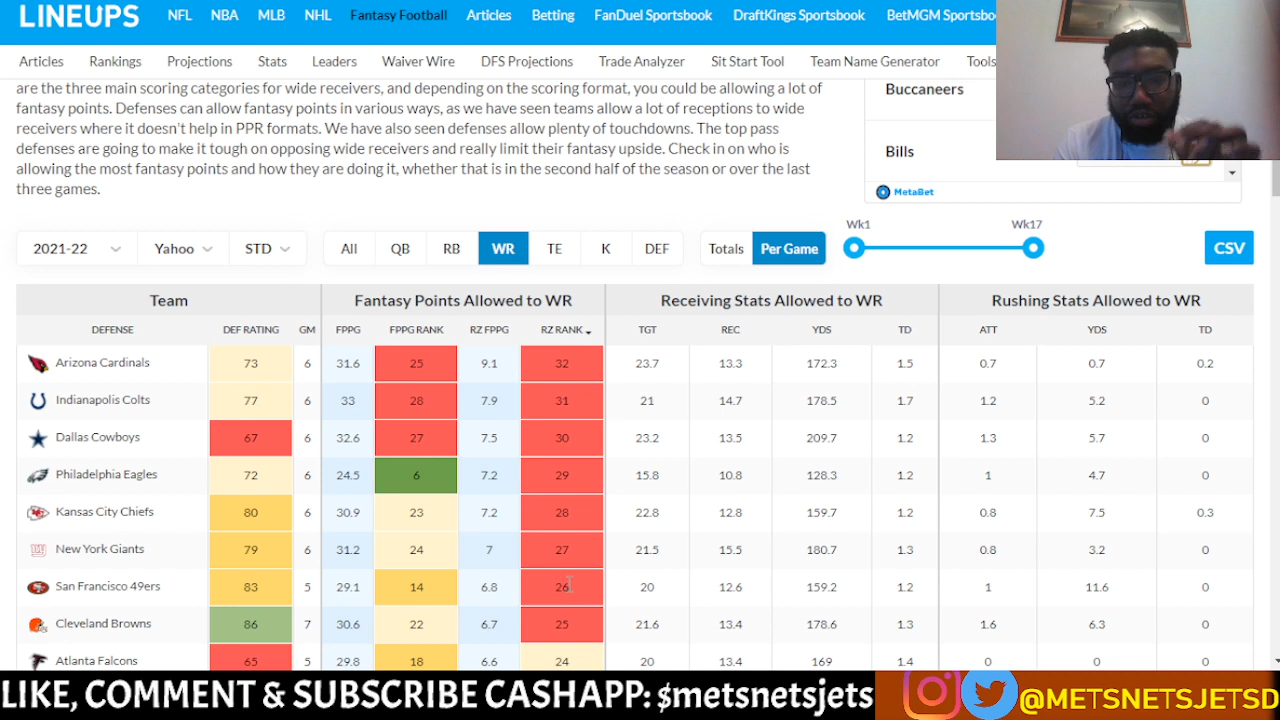 LINEUPS NFL NBA MLB NHL Fantasy Football Articles Betting FanDuel Sportsbook DraftKings Sportsbook BetMGM Sportsbo
Articles Rankings Projections Stats Leaders Waiver Wire DFS Projections Trade Analyzer Sit Start Tool Team Name Generator Tools
are the three main scoring categories for wide receivers, and depending on the scoring format, you could be allowing a lot of
fantasy points. Defenses can allow fantasy points in various ways, as we have seen teams allow a lot of receptions to wide
receivers where it doesn't help in PPR formats. We have also seen defenses allow plenty of touchdowns. The top pass
defenses are going to make it tough on opposing wide receivers and really limit their fantasy upside. Check in on who is
allowing the most fantasy points and how they are doing it, whether that is in the second half of the season or over the last
three games.
Buccaneers
Bills
MetaBet
Wk1 Wk17
2021-22 Yahoo STD All QB RB WR TE K DEF Totals Per Game CSV
Team Fantasy Points Allowed to WR Receiving Stats Allowed to WR Rushing Stats Allowed to WR
DEFENSE DEF RATING GM FPPG FPPG RANK RZ FPPG RZ RANK TGT REC YDS TD ATT YDS TD
Arizona Cardinals 73 6 31.6 25 9.1 32 23.7 13.3 172.3 1.5 0.7 0.7 0.2
Indianapolis Colts 77 6 33 28 7.9 31 21 14.7 178.5 1.7 1.2 5.2 0
Dallas Cowboys 67 6 32.6 27 7.5 30 23.2 13.5 209.7 1.2 1.3 5.7 0
Philadelphia Eagles 72 6 24.5 6 7.2 29 15.8 10.8 128.3 1.2 1 4.7 0
Kansas City Chiefs 80 6 30.9 23 7.2 28 22.8 12.8 159.7 1.2 0.8 7.5 0.3
New York Giants 79 6 31.2 24 7 27 21.5 15.5 180.7 1.3 0.8 3.2 0
San Francisco 49ers 83 5 29.1 14 6.8 26 20 12.6 159.2 1.2 1 11.6 0
Cleveland Browns 86 7 30.6 22 6.7 25 21.6 13.4 178.6 1.3 1.6 6.3 0
Atlanta Falcons 65 5 29.8 18 6.6 24 20 13.4 169 1.4 0 0 0
LIKE, COMMENT & SUBSCRIBE CASHAPP: $metsnetsjets @METSNETSJETSD